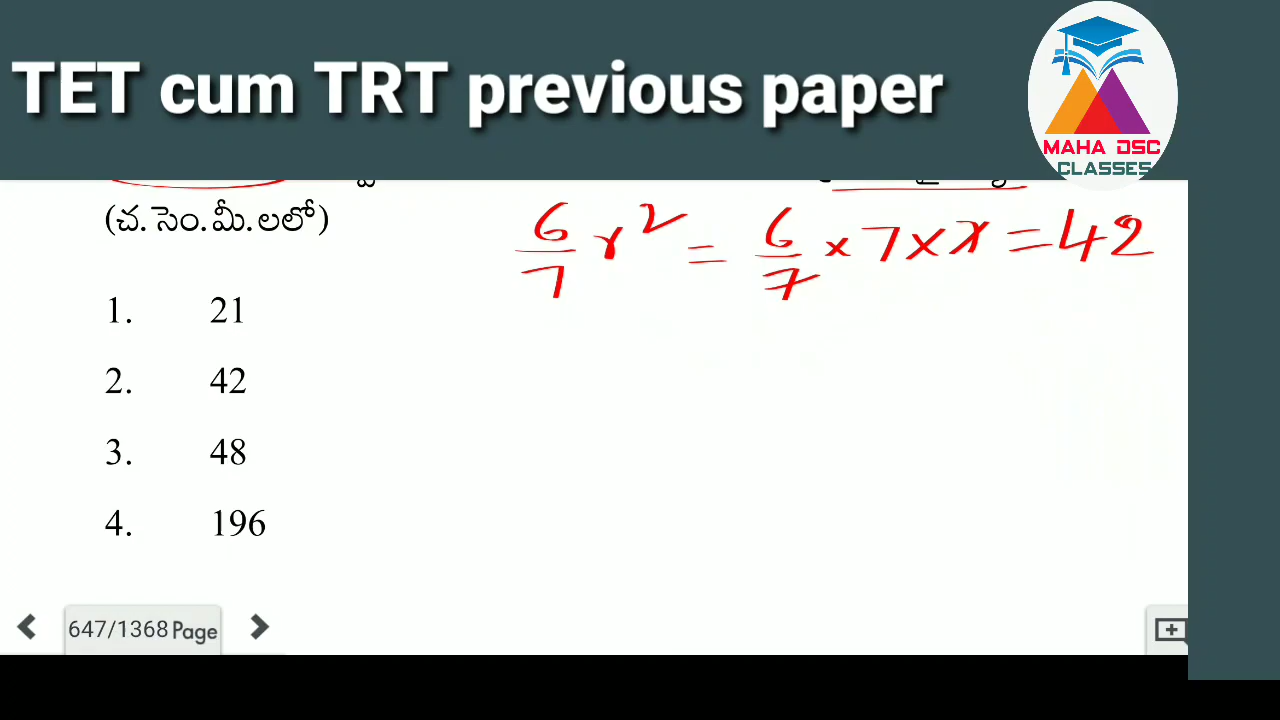 TET cum TRT previous paper
MAHA DSC
CLASSES
(చ.సెం.మీ.లలో)
6/7 r² = 6/7 × 7 × 7 = 42
1. 21
2. 42
3. 48
4. 196
647/1368 Page